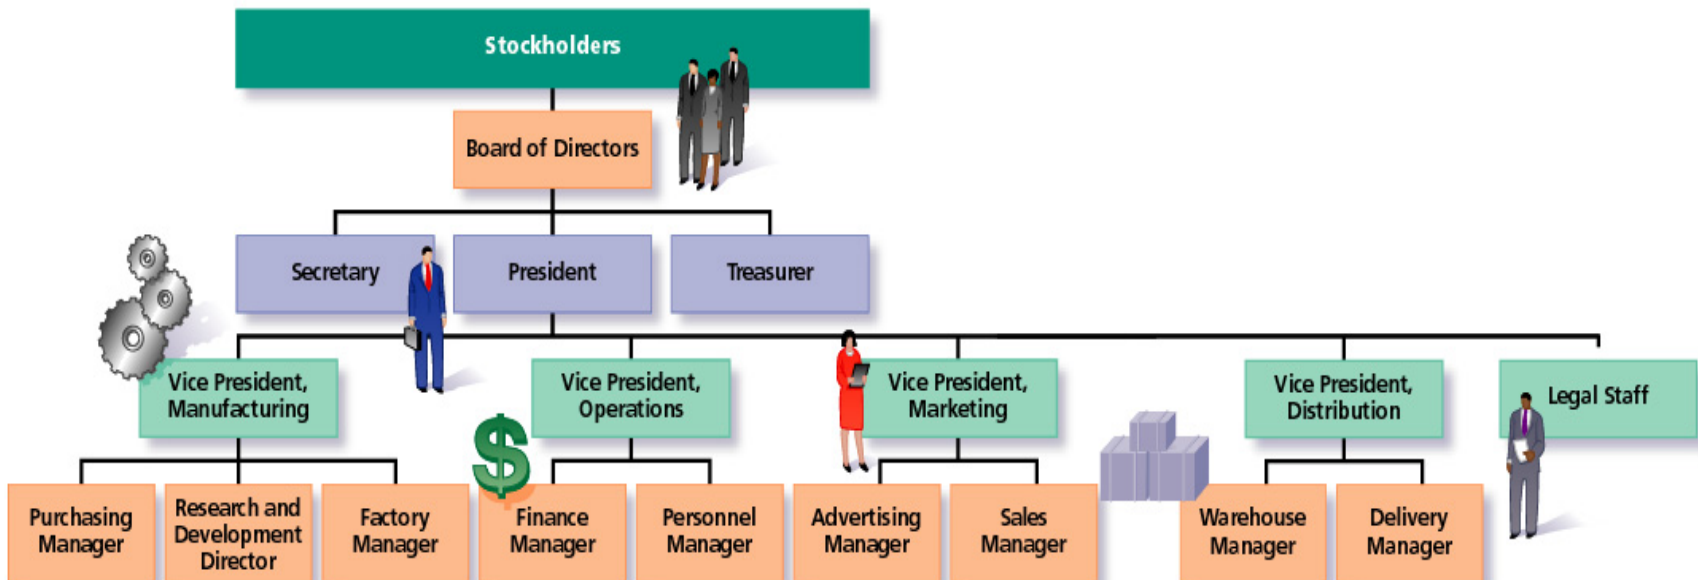 Stockholders
Board of Directors
Secretary
President
Treasurer
Vice President,
Manufacturing
Vice President,
Operations
Vice President,
Marketing
Vice President,
Distribution
Legal Staff
Purchasing
Manager
Research and
Development
Director
Factory
Manager
$
Finance
Manager
Personnel
Manager
Advertising
Manager
Sales
Manager
Warehouse
Manager
Delivery
Manager